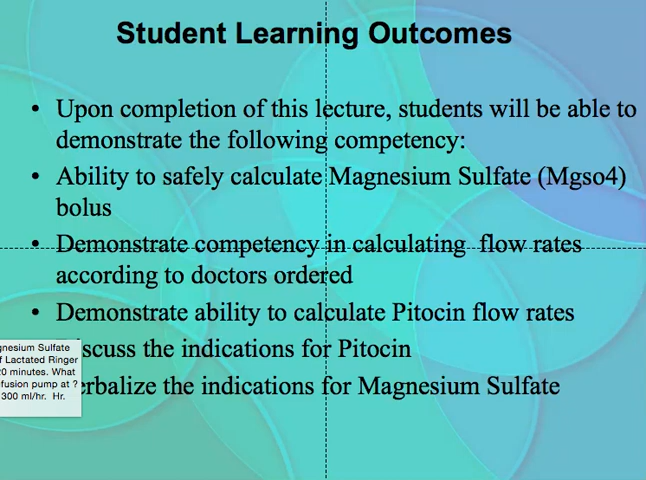 Student Learning Outcomes
• Upon completion of this lecture, students will be able to
demonstrate the following competency:
• Ability to safely calculate Magnesium Sulfate (Mgso4)
bolus
• Demonstrate competency in calculating  flow rates
according to doctors ordered
• Demonstrate ability to calculate Pitocin flow rates
scuss the indications for Pitocin
erbalize the indications for Magnesium Sulfate
gnesium Sulfate
f Lactated Ringer
20 minutes. What
fusion pump at ?
300 ml/hr.  Hr.